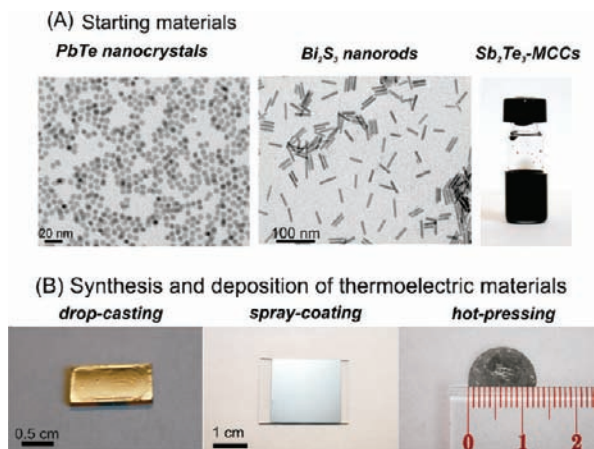 (A) Starting materials
PbTe nanocrystals
Bi₂S₃ nanorods
Sb₂Te₃-MCCs
20 nm
100 nm
(B) Synthesis and deposition of thermoelectric materials
drop-casting
spray-coating
hot-pressing
0.5 cm
1 cm
0 1 2